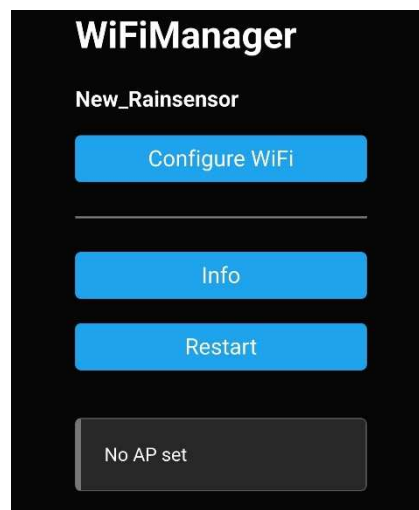 WiFiManager
New_Rainsensor
Configure WiFi
Info
Restart
No AP set